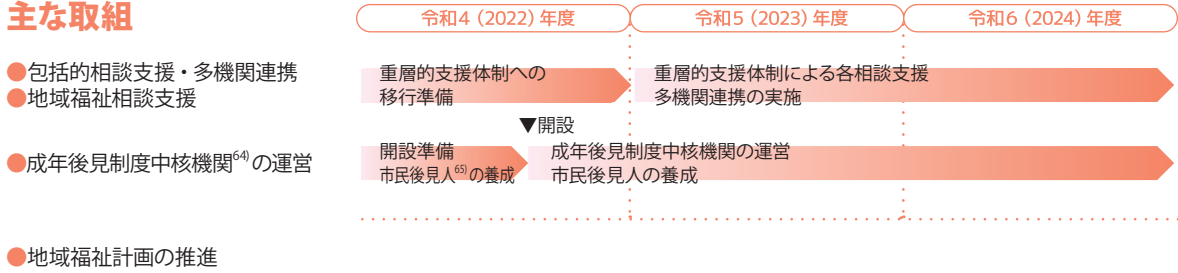 主な取組
令和4（2022）年度
令和5（2023）年度
令和6（2024）年度
●包括的相談支援・多機関連携
●地域福祉相談支援
重層的支援体制への
移行準備
重層的支援体制による各相談支援
多機関連携の実施
▼開設
●成年後見制度中核機関64)の運営
開設準備
市民後見人65)の養成
成年後見制度中核機関の運営
市民後見人の養成
●地域福祉計画の推進